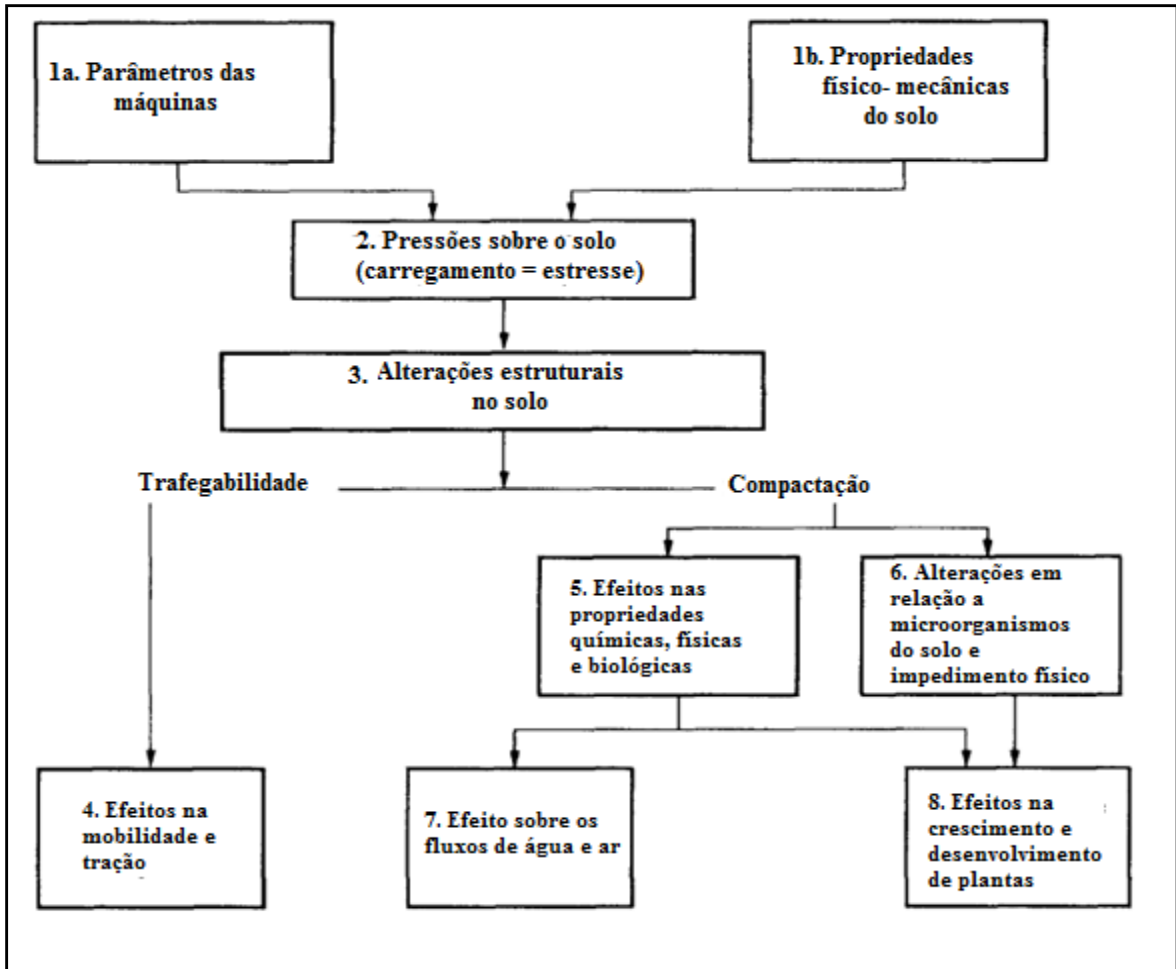 1a. Parâmetros das
máquinas
1b. Propriedades
físico- mecânicas
do solo
2. Pressões sobre o solo
(carregamento = estresse)
3. Alterações estruturais
no solo
Trafegabilidade
Compactação
5. Efeitos nas
propriedades
químicas, físicas
e biológicas
6. Alterações em
relação a
microorganismos
do solo e
impedimento físico
4. Efeitos na
mobilidade e
tração
7. Efeito sobre os
fluxos de água e ar
8. Efeitos na
crescimento e
desenvolvimento
de plantas